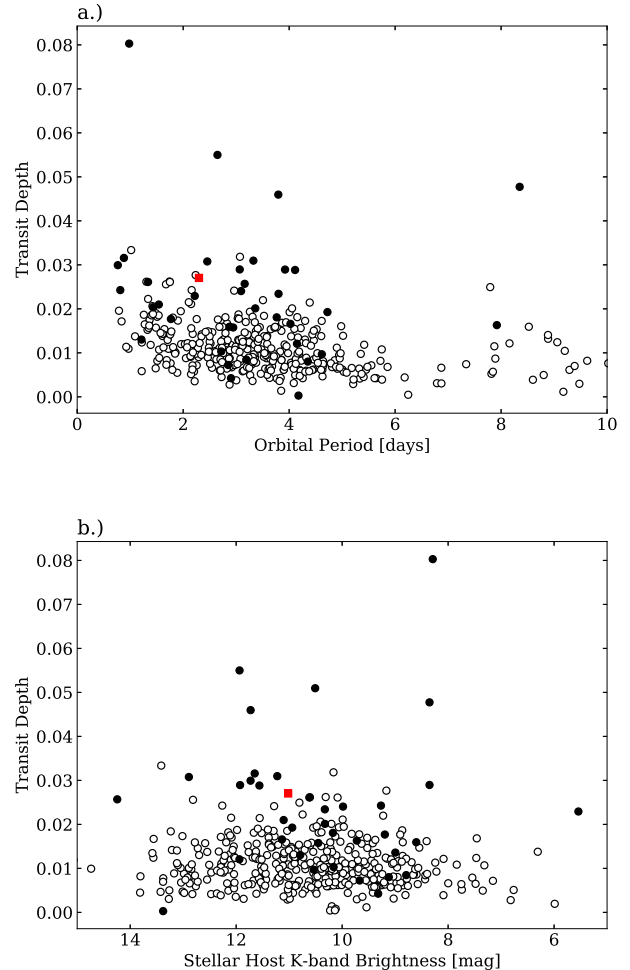 a.)
0.08
0.07
0.06
0.05
0.04
0.03
0.02
0.01
0.00
Transit Depth
0 2 4 6 8 10
Orbital Period [days]
b.)
0.08
0.07
0.06
0.05
0.04
0.03
0.02
0.01
0.00
Transit Depth
14 12 10 8 6
Stellar Host K-band Brightness [mag]